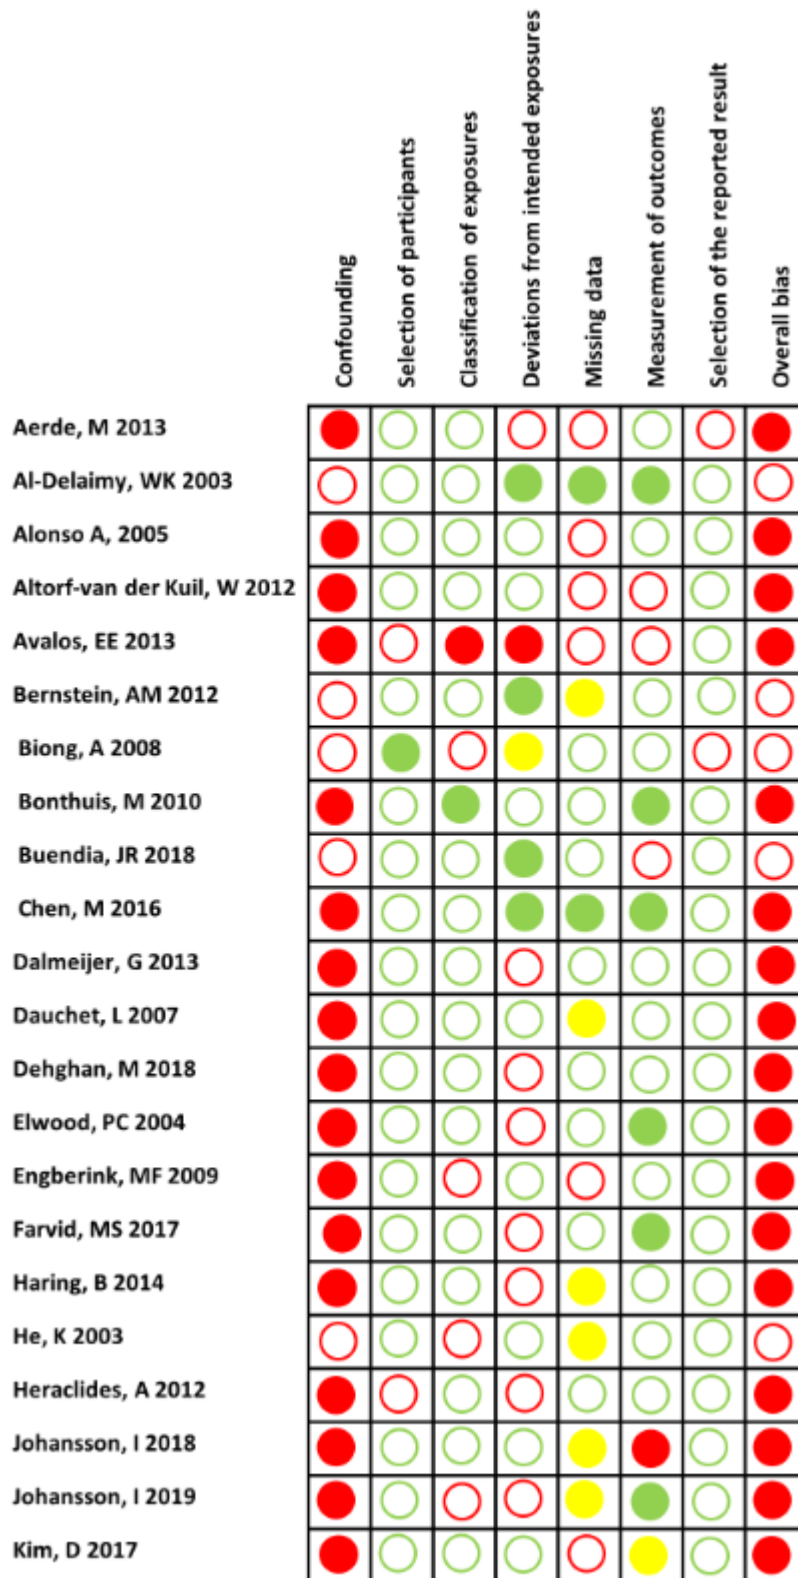 Confounding
Selection of participants
Classification of exposures
Deviations from intended exposures
Missing data
Measurement of outcomes
Selection of the reported result
Overall bias
Aerde, M 2013
Al-Delaimy, WK 2003
Alonso A, 2005
Altorf-van der Kuil, W 2012
Avalos, EE 2013
Bernstein, AM 2012
Biong, A 2008
Bonthuis, M 2010
Buendia, JR 2018
Chen, M 2016
Dalmeijer, G 2013
Dauchet, L 2007
Dehghan, M 2018
Elwood, PC 2004
Engberink, MF 2009
Farvid, MS 2017
Haring, B 2014
He, K 2003
Heraclides, A 2012
Johansson, I 2018
Johansson, I 2019
Kim, D 2017